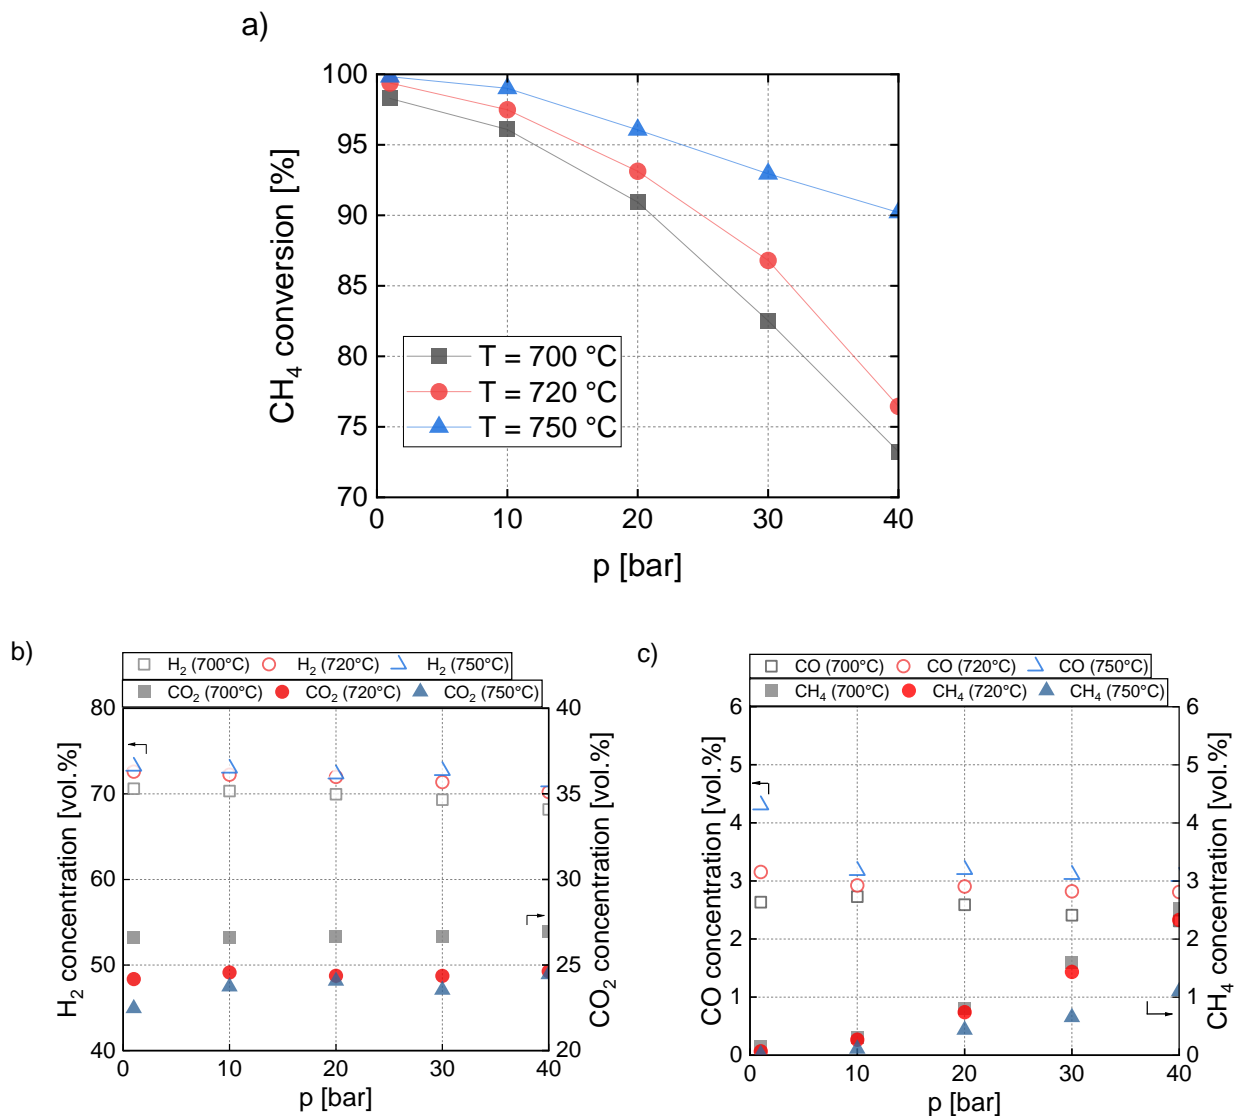 a)
100
95
90
85
80
75
70
CH₄ conversion [%]
T = 700 °C
T = 720 °C
T = 750 °C
0 10 20 30 40
p [bar]
b)
H₂ (700°C) H₂ (720°C) H₂ (750°C)
CO₂ (700°C) CO₂ (720°C) CO₂ (750°C)
80
70
60
50
40
H₂ concentration [vol.%]
40
35
30
25
20
CO₂ concentration [vol.%]
0 10 20 30 40
p [bar]
c)
CO (700°C) CO (720°C) CO (750°C)
CH₄ (700°C) CH₄ (720°C) CH₄ (750°C)
6
5
4
3
2
1
0
CO concentration [vol.%]
6
5
4
3
2
1
0
CH₄ concentration [vol.%]
0 10 20 30 40
p [bar]